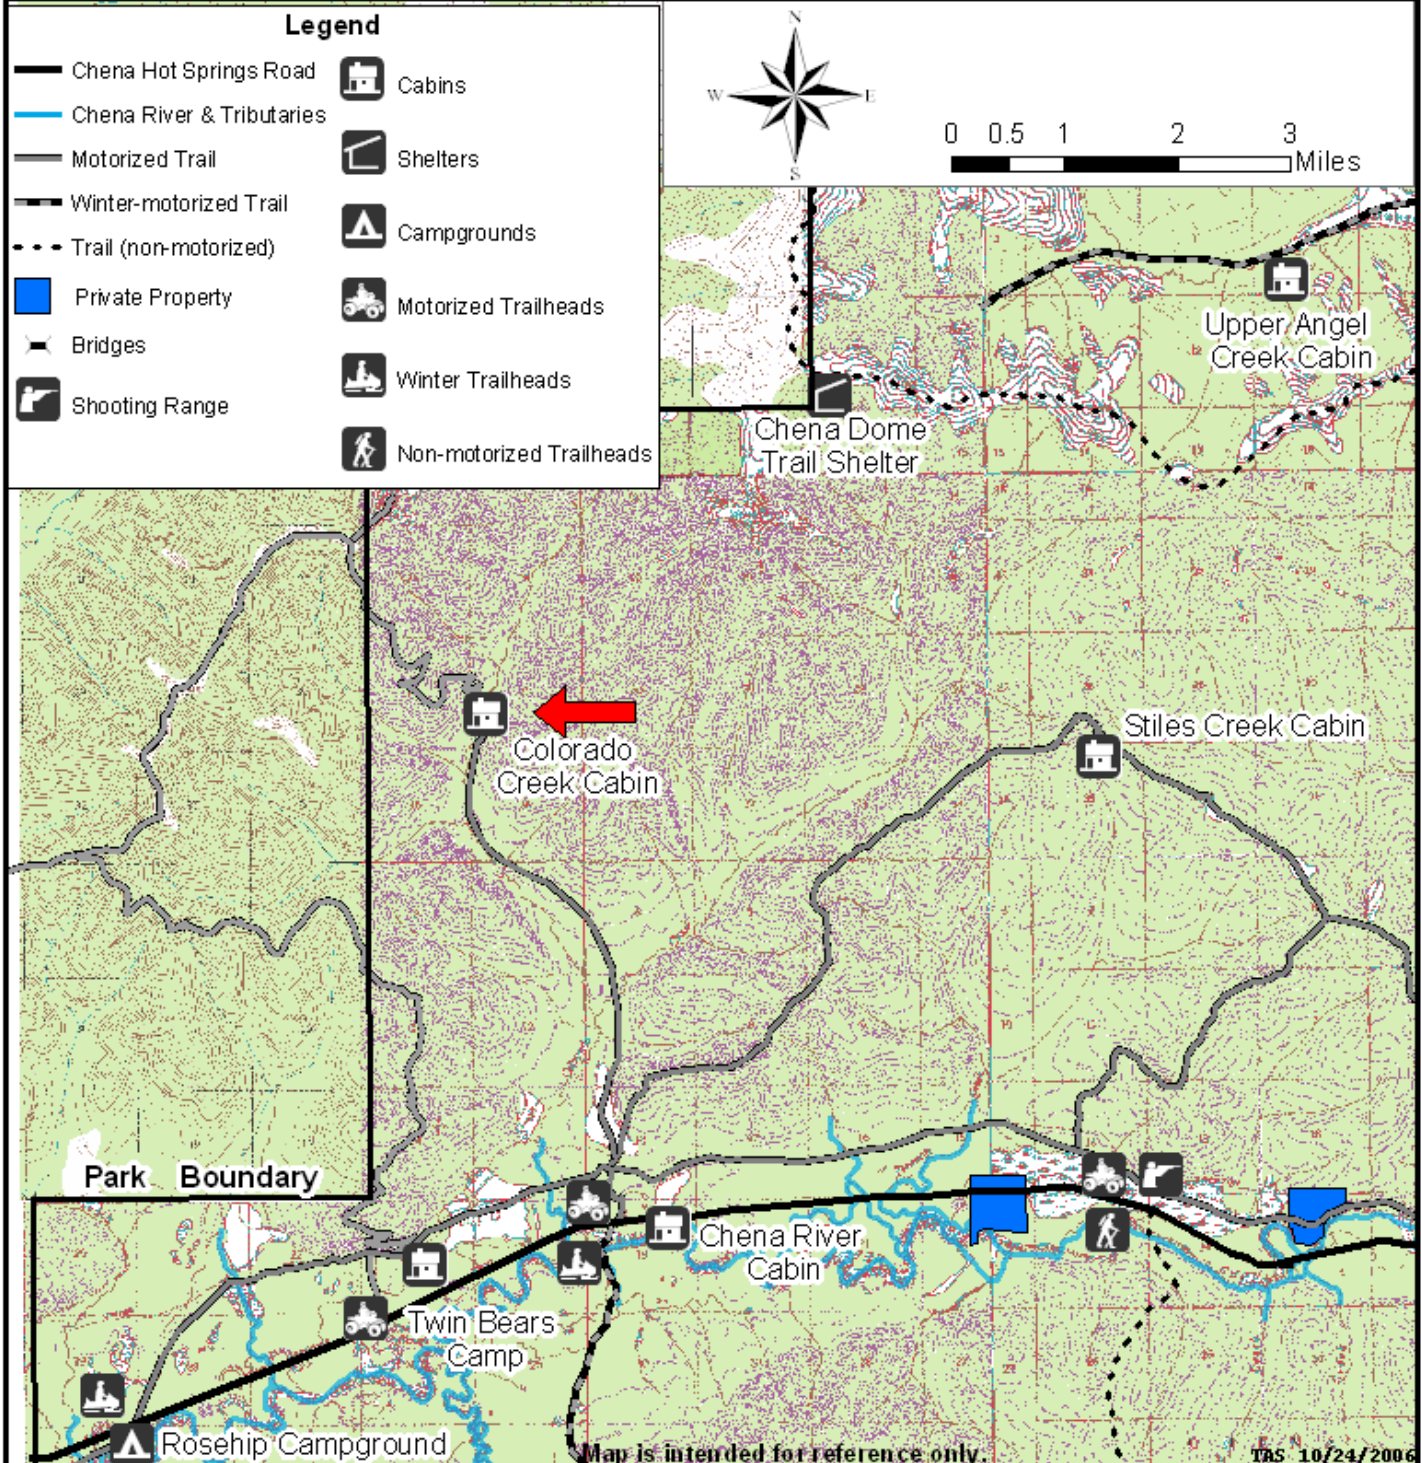 Legend
Chena Hot Springs Road
Chena River & Tributaries
Motorized Trail
Winter-motorized Trail
Trail (non-motorized)
Private Property
Bridges
Shooting Range
Cabins
Shelters
Campgrounds
Motorized Trailheads
Winter Trailheads
Non-motorized Trailheads
N
W
E
S
0 0.5 1 2 3
Miles
Upper Angel
Creek Cabin
Chena Dome
Trail Shelter
Colorado
Creek Cabin
Stiles Creek Cabin
Park Boundary
Chena River
Cabin
Twin Bears
Camp
Rosehip Campground
Map is intended for reference only.
TAS 10/24/2006